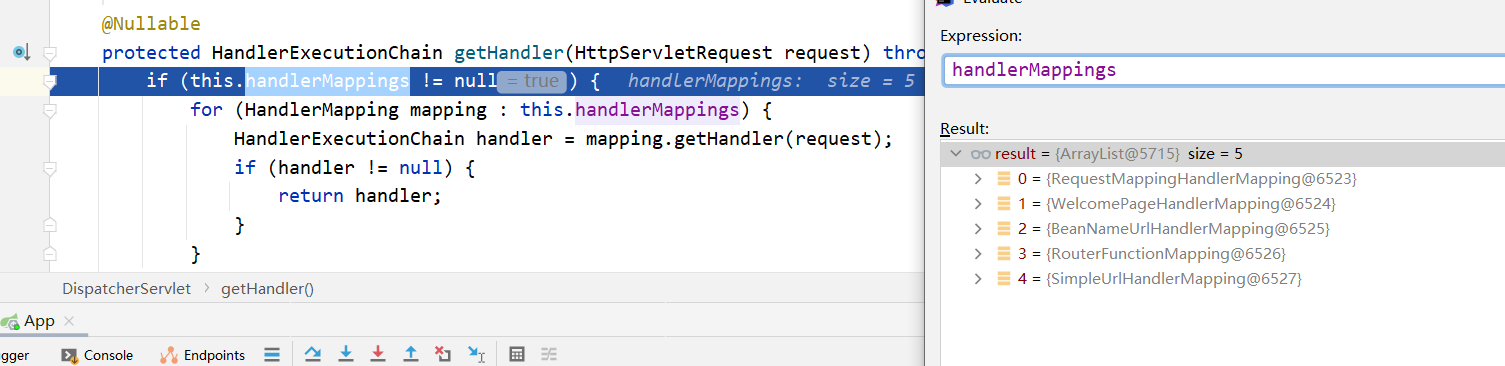 @Nullable
protected HandlerExecutionChain getHandler(HttpServletRequest request) thro
if (this.handlerMappings != null = true ) { handlerMappings: size = 5
for (HandlerMapping mapping : this.handlerMappings) {
HandlerExecutionChain handler = mapping.getHandler(request);
if (handler != null) {
return handler;
}
}
DispatcherServlet › getHandler()
App ×
gger Console Endpoints
Evaluate
Expression:
handlerMappings
Result:
result = {ArrayList@5715} size = 5
0 = {RequestMappingHandlerMapping@6523}
1 = {WelcomePageHandlerMapping@6524}
2 = {BeanNameUrlHandlerMapping@6525}
3 = {RouterFunctionMapping@6526}
4 = {SimpleUrlHandlerMapping@6527}